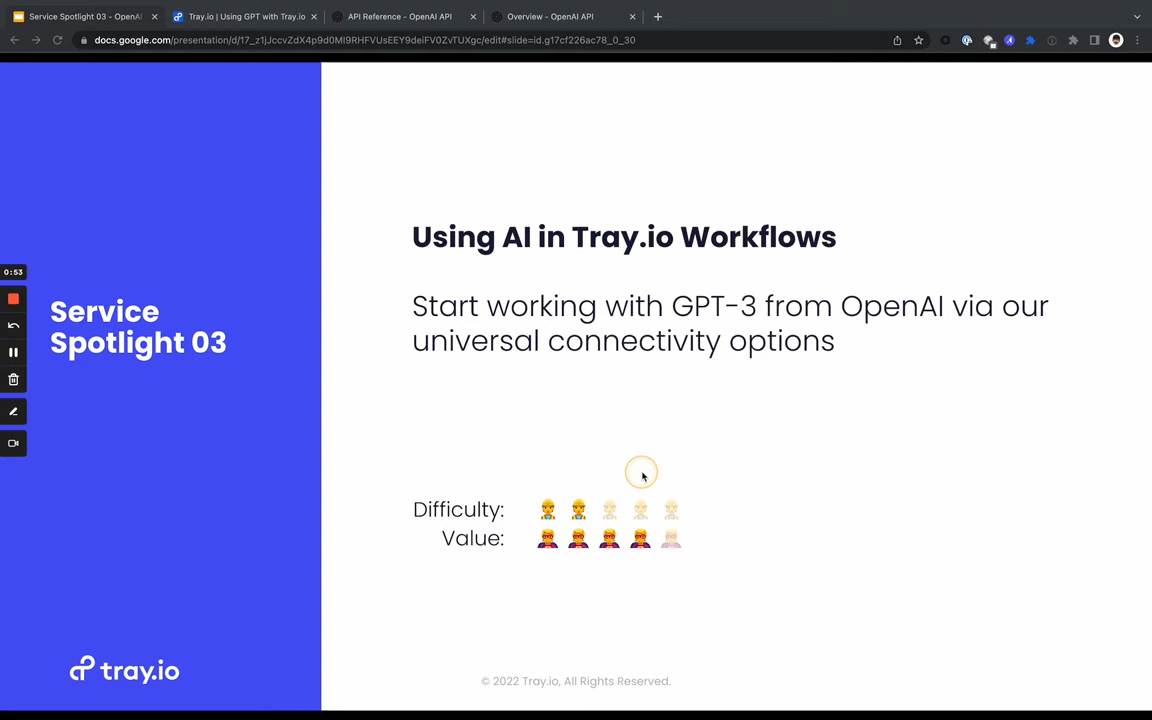 Service Spotlight 03 - OpenAI
Tray.io | Using GPT with Tray.io
API Reference - OpenAI API
Overview - OpenAI API
docs.google.com/presentation/d/17_z1jJccvZdX4p9d0MI9RHFVUsEEY9deiFV0ZvTUXgc/edit#slide=id.g17cf226ac78_0_30
0:53
Service
Spotlight 03
Using AI in Tray.io Workflows
Start working with GPT-3 from OpenAI via our
universal connectivity options
Difficulty:
Value:
tray.io
© 2022 Tray.io, All Rights Reserved.